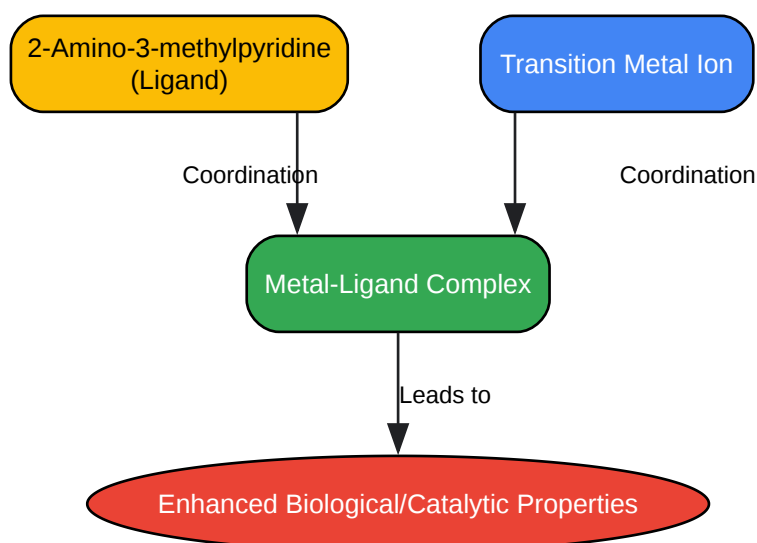 2-Amino-3-methylpyridine
(Ligand)
Transition Metal Ion
Coordination
Coordination
Metal-Ligand Complex
Leads to
Enhanced Biological/Catalytic Properties